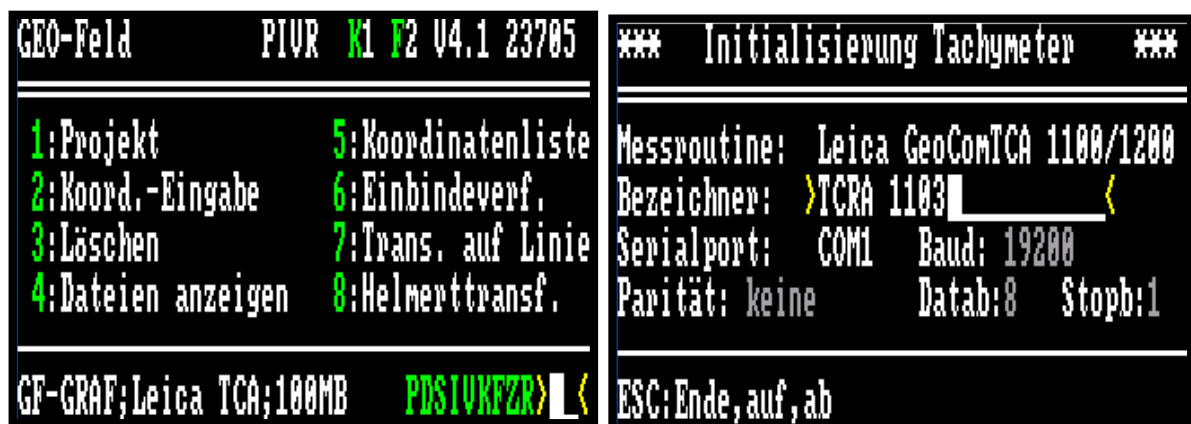 GEO-Feld PIVR K1 F2 V4.1 23705
1:Projekt 5:Koordinatenliste
2:Koord.-Eingabe 6:Einbindeverf.
3:Löschen 7:Trans. auf Linie
4:Dateien anzeigen 8:Helmerttransf.
GF-GRAF;Leica TCA;100MB PDSIVKFZR>_<
*** Initialisierung Tachymeter ***
Messroutine: Leica GeoComTCA 1100/1200
Bezeichner: >TCRA 1103 <
Serialport: COM1 Baud: 19200
Parität: keine Datab:8 Stopb:1
ESC:Ende,auf,ab